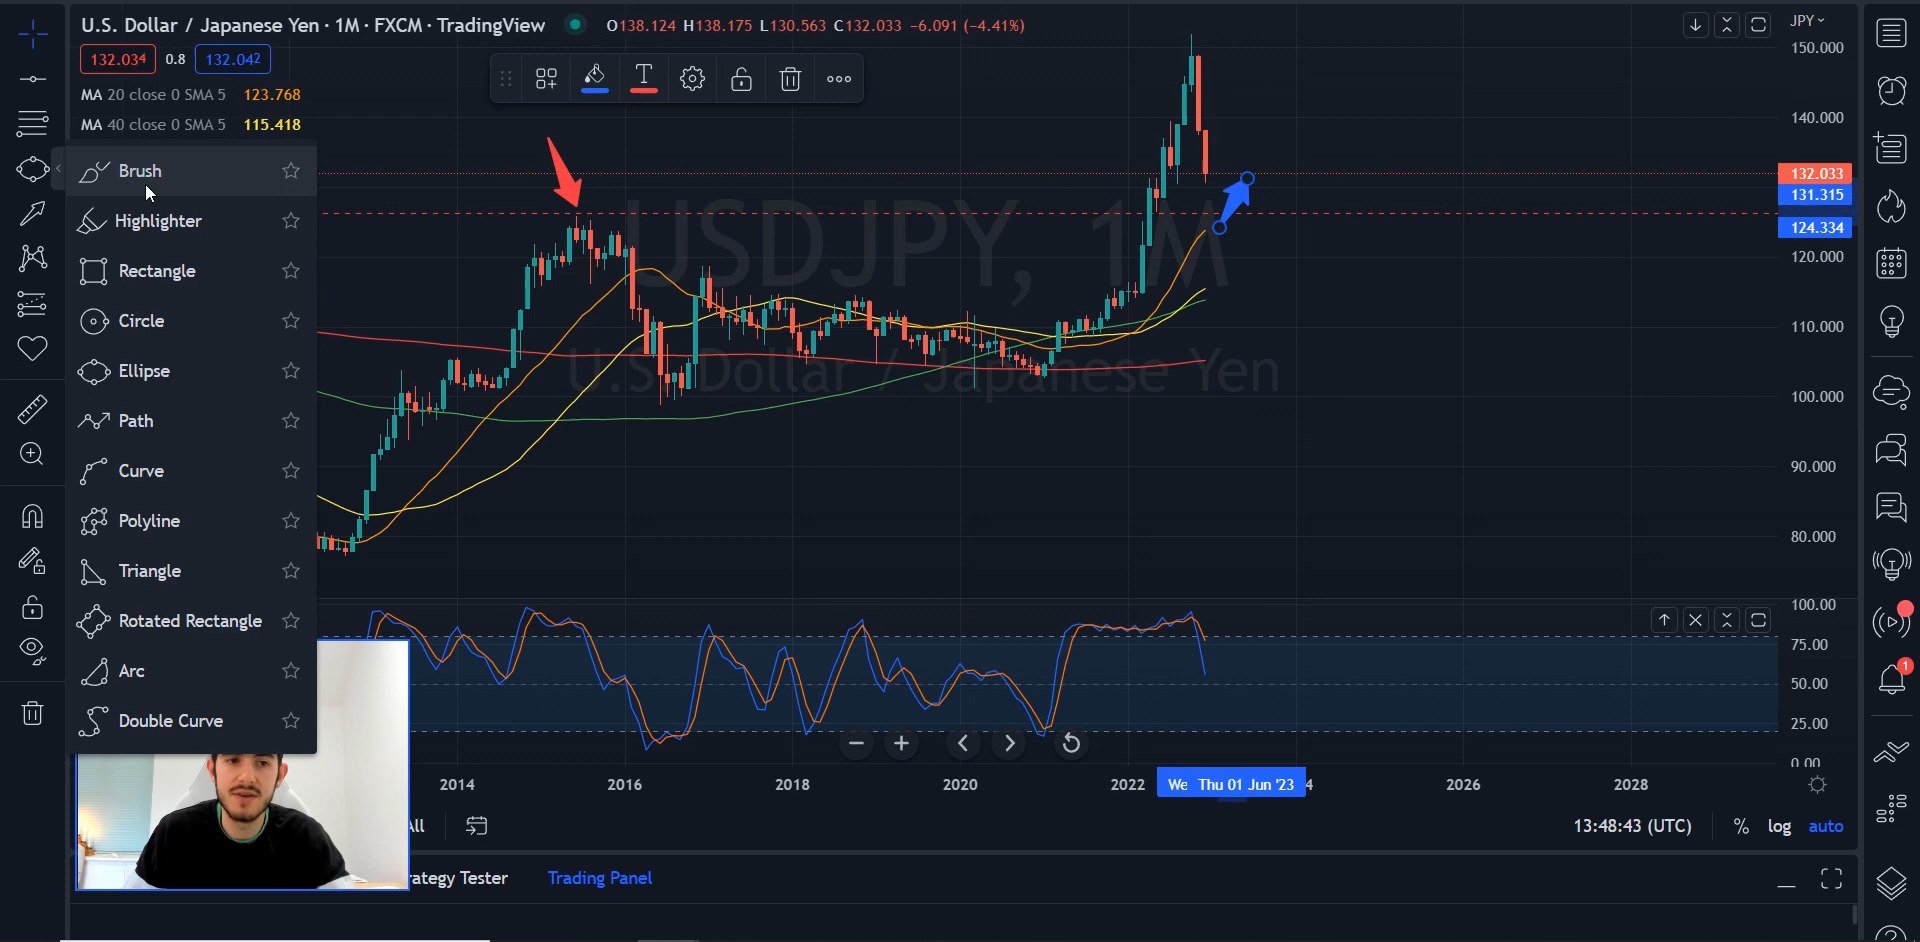 U.S. Dollar / Japanese Yen · 1M · FXCM · TradingView
O138.124 H138.175 L130.563 C132.033 −6.091 (−4.41%)
JPY
132.034 0.8 132.042
MA 20 close 0 SMA 5 123.768
MA 40 close 0 SMA 5 115.418
T
Brush
Highlighter
Rectangle
Circle
Ellipse
Path
Curve
Polyline
Triangle
Rotated Rectangle
Arc
Double Curve
USDJPY, 1M
U.S. Dollar / Japanese Yen
150.000
140.000
132.033
131.315
124.334
120.000
110.000
100.000
90.000
80.000
100.00
75.00
50.00
25.00
0.00
2014 2016 2018 2020 2022 We Thu 01 Jun '23 4 2026 2028
All
13:48:43 (UTC) % log auto
rategy Tester Trading Panel
1